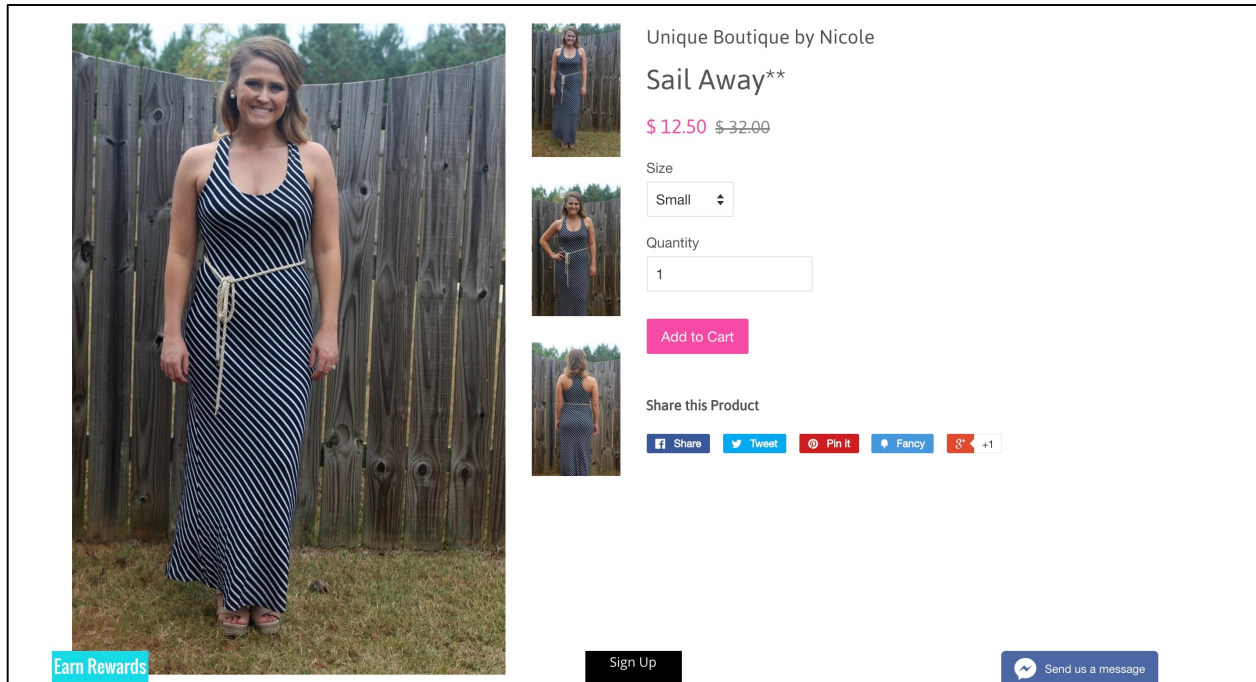 Unique Boutique by Nicole
Sail Away**
$ 12.50 $ 32.00
Size
Small
Quantity
1
Add to Cart
Share this Product
Share Tweet Pin it Fancy g+ +1
Earn Rewards
Sign Up
Send us a message